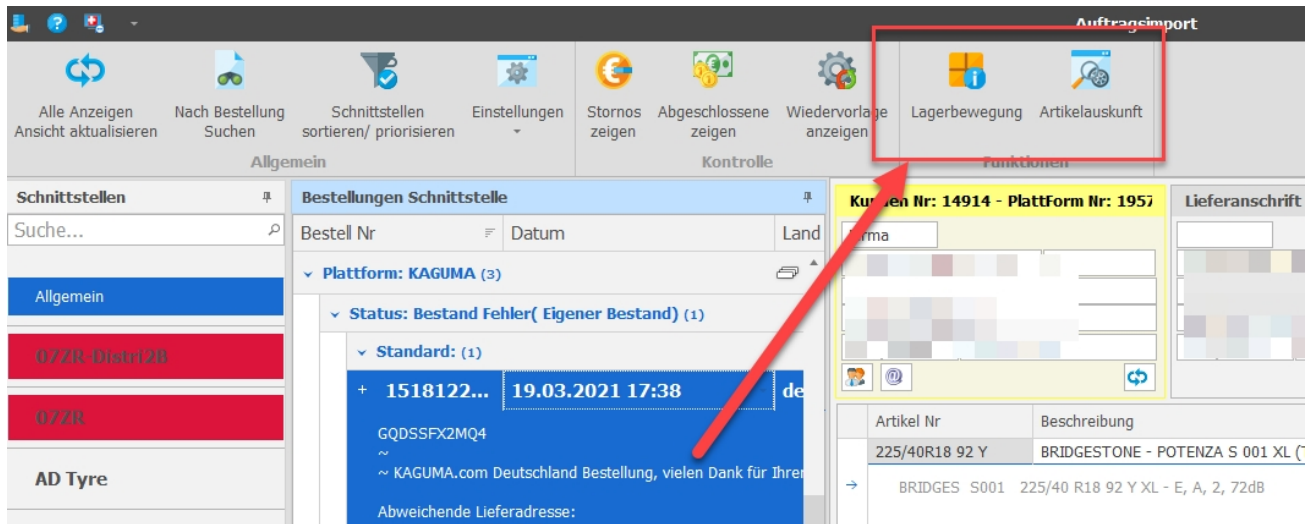 Auftragsimport
Alle Anzeigen
Ansicht aktualisieren
Nach Bestellung
Suchen
Schnittstellen
sortieren/ priorisieren
Einstellungen
Stornos
zeigen
Abgeschlossene
zeigen
Wiedervorlage
anzeigen
Lagerbewegung
Artikelauskunft
Allgemein
Kontrolle
Funktionen
Schnittstellen
Suche...
Allgemein
07ZR-Distri2B
07ZR
AD Tyre
Bestellungen Schnittstelle
Bestell Nr
Datum
Land
Plattform: KAGUMA (3)
Status: Bestand Fehler( Eigener Bestand) (1)
Standard: (1)
+ 1518122... 19.03.2021 17:38 de
GQDSSFX2MQ4
~
~ KAGUMA.com Deutschland Bestellung, vielen Dank für Ihren
Abweichende Lieferadresse:
Kunden Nr: 14914 - PlattForm Nr: 1957
Firma
Lieferanschrift
Artikel Nr
Beschreibung
225/40R18 92 Y
BRIDGESTONE - POTENZA S 001 XL (T
BRIDGES S001 225/40 R18 92 Y XL - E, A, 2, 72dB